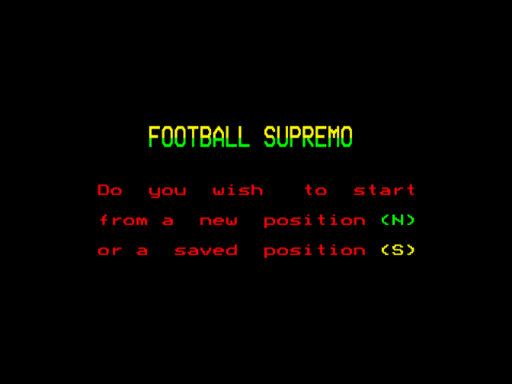 FOOTBALL SUPREMO
Do you wish to start
from a new position (N)
or a saved position (S)